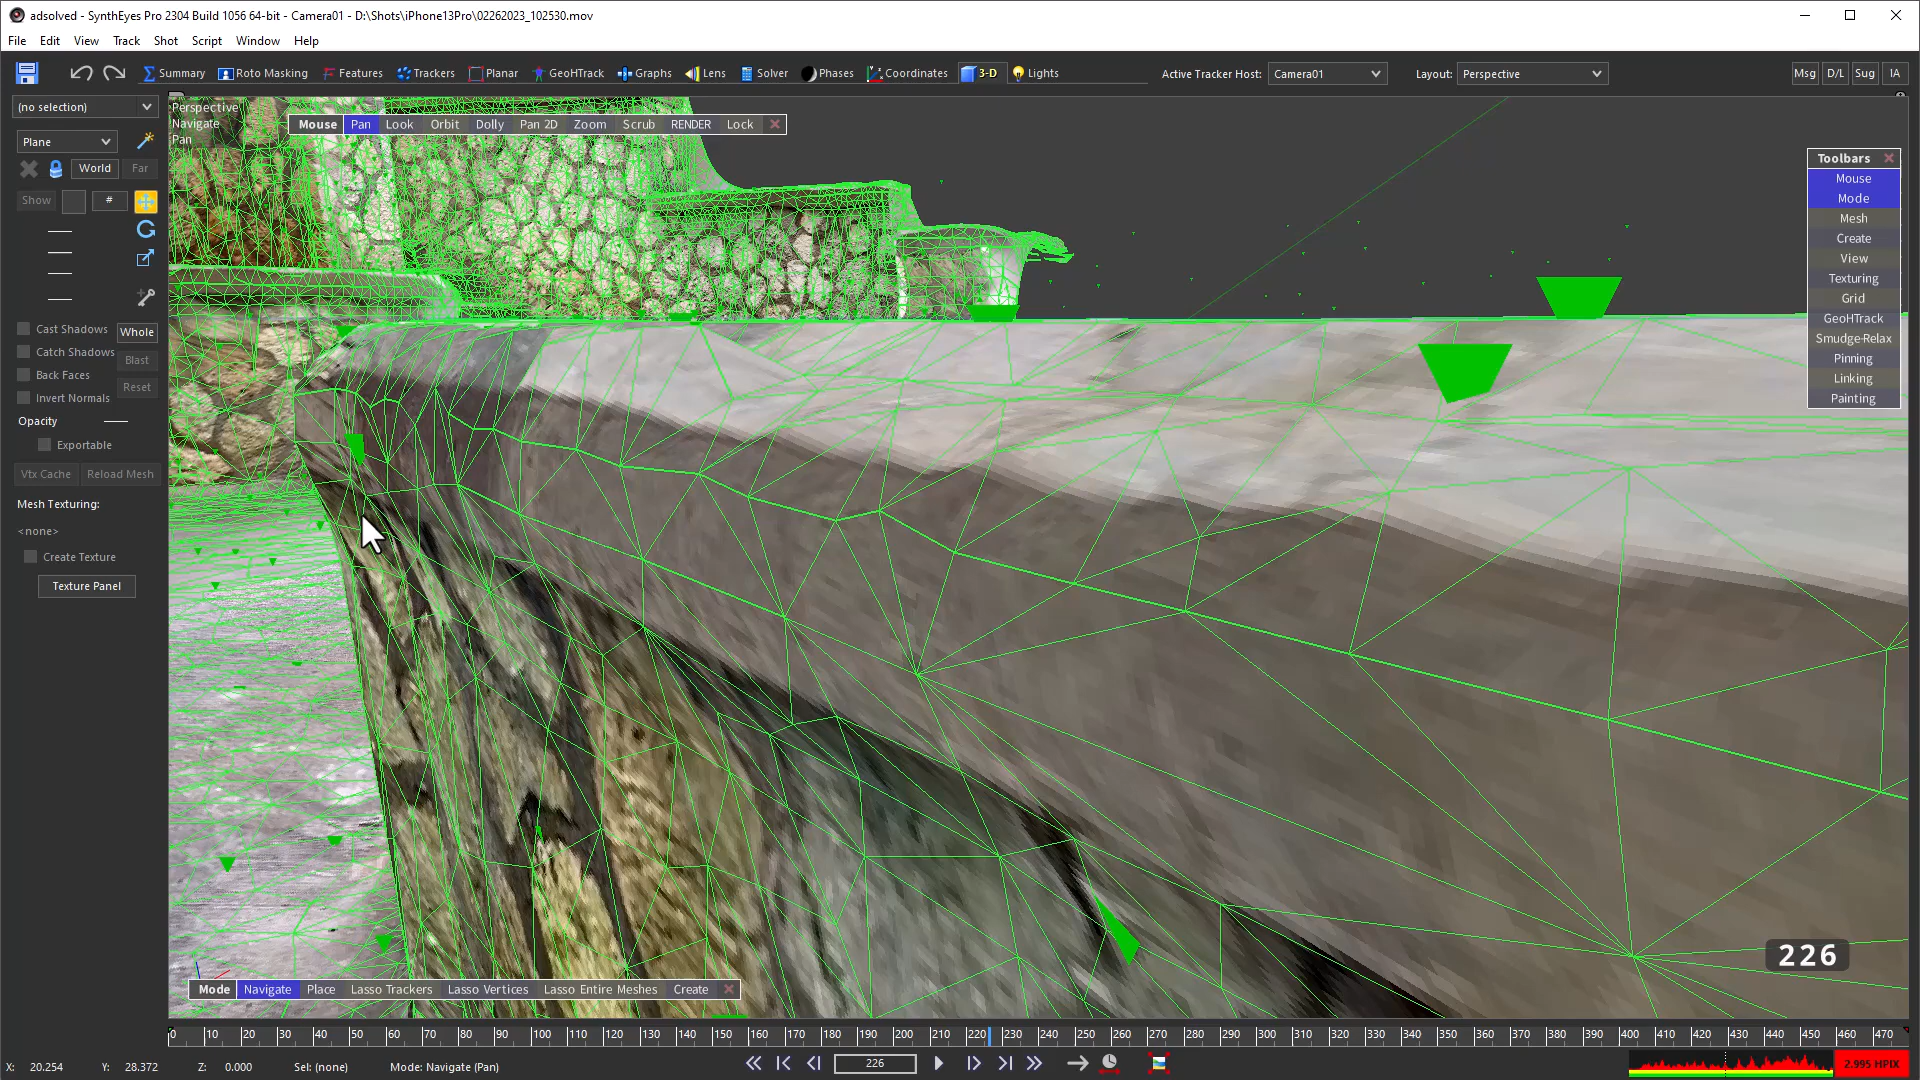 adsolved - SynthEyes Pro 2304 Build 1056 64-bit - Camera01 - D:\Shots\iPhone13Pro\02262023_102530.mov
File Edit View Track Shot Script Window Help
Summary Roto Masking Features Trackers Planar GeoHTrack Graphs Lens Solver Phases Coordinates 3-D Lights Active Tracker Host: Camera01 Layout: Perspective Msg D/L Sug IA
(no selection)
Plane
World Far
Show #
Cast Shadows Whole
Catch Shadows Blast
Back Faces Reset
Invert Normals
Opacity
Exportable
Vtx Cache Reload Mesh
Mesh Texturing:
<none>
Create Texture
Texture Panel
Perspective
Navigate
Pan
Mouse Pan Look Orbit Dolly Pan 2D Zoom Scrub RENDER Lock
Toolbars
Mouse
Mode
Mesh
Create
View
Texturing
Grid
GeoHTrack
Smudge-Relax
Pinning
Linking
Painting
226
Mode Navigate Place Lasso Trackers Lasso Vertices Lasso Entire Meshes Create
0 10 20 30 40 50 60 70 80 90 100 110 120 130 140 150 160 170 180 190 200 210 220 230 240 250 260 270 280 290 300 310 320 330 340 350 360 370 380 390 400 410 420 430 440 450 460 470
X: 20.254 Y: 28.372 Z: 0.000 Sel: (none) Mode: Navigate (Pan) 226 2.995 HPIX